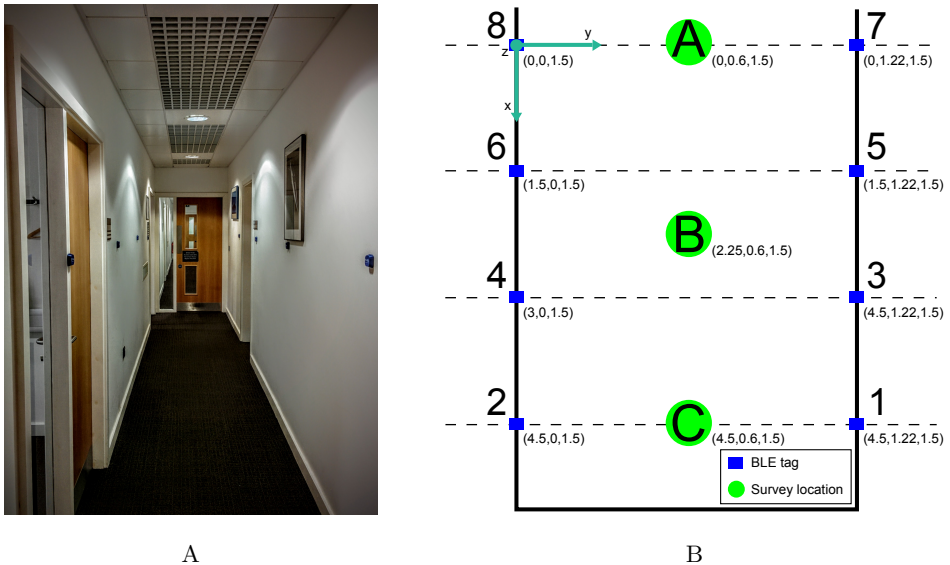 8 A 7
y
z
(0,0,1.5) (0,0.6,1.5) (0,1.22,1.5)
x
6 5
(1.5,0,1.5) (1.5,1.22,1.5)
B
(2.25,0.6,1.5)
4 3
(3,0,1.5) (4.5,1.22,1.5)
2 C 1
(4.5,0,1.5) (4.5,0.6,1.5) (4.5,1.22,1.5)
BLE tag
Survey location
A B